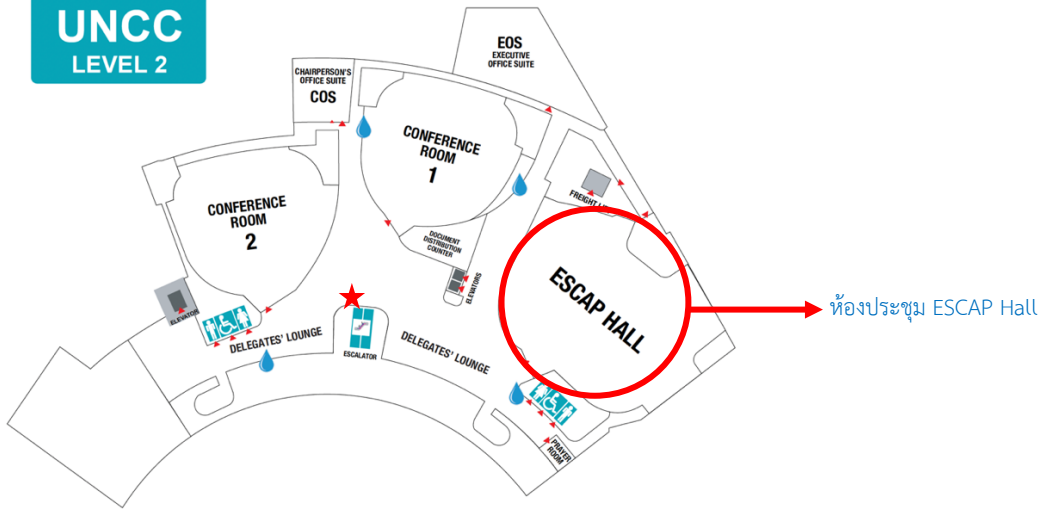 UNCC
LEVEL 2
EOS
EXECUTIVE
OFFICE SUITE
CHAIRPERSON'S
OFFICE SUITE
COS
CONFERENCE
ROOM
1
CONFERENCE
ROOM
2
DOCUMENT
DISTRIBUTION
COUNTER
FREIGHT
ELEVATORS
ESCAP HALL
ห้องประชุม ESCAP Hall
ELEVATOR
DELEGATES' LOUNGE
ESCALATOR
DELEGATES' LOUNGE
PRAYER
ROOM